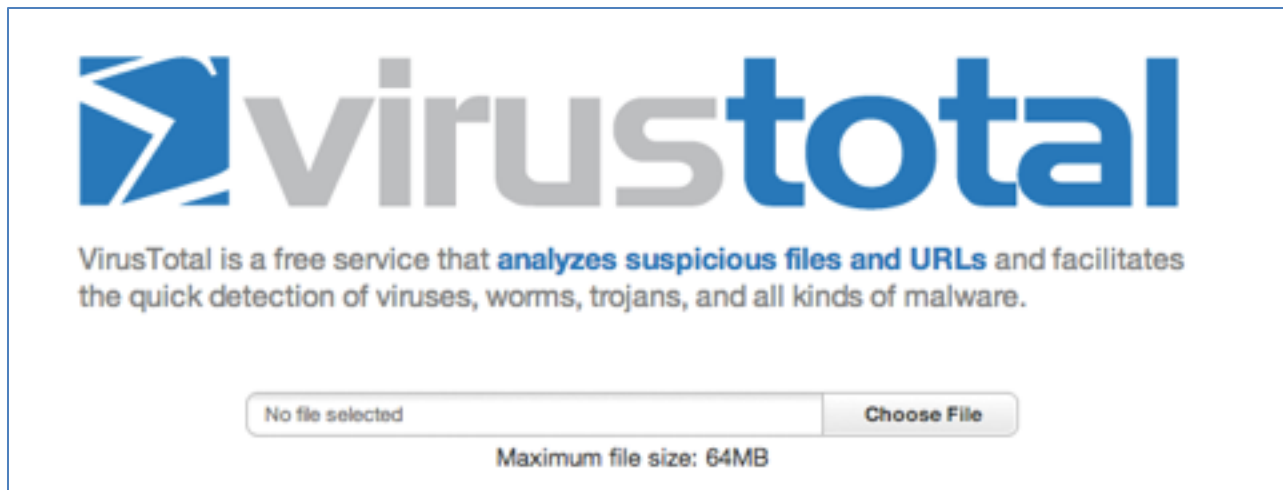 virustotal
VirusTotal is a free service that analyzes suspicious files and URLs and facilitates
the quick detection of viruses, worms, trojans, and all kinds of malware.
No file selected
Choose File
Maximum file size: 64MB